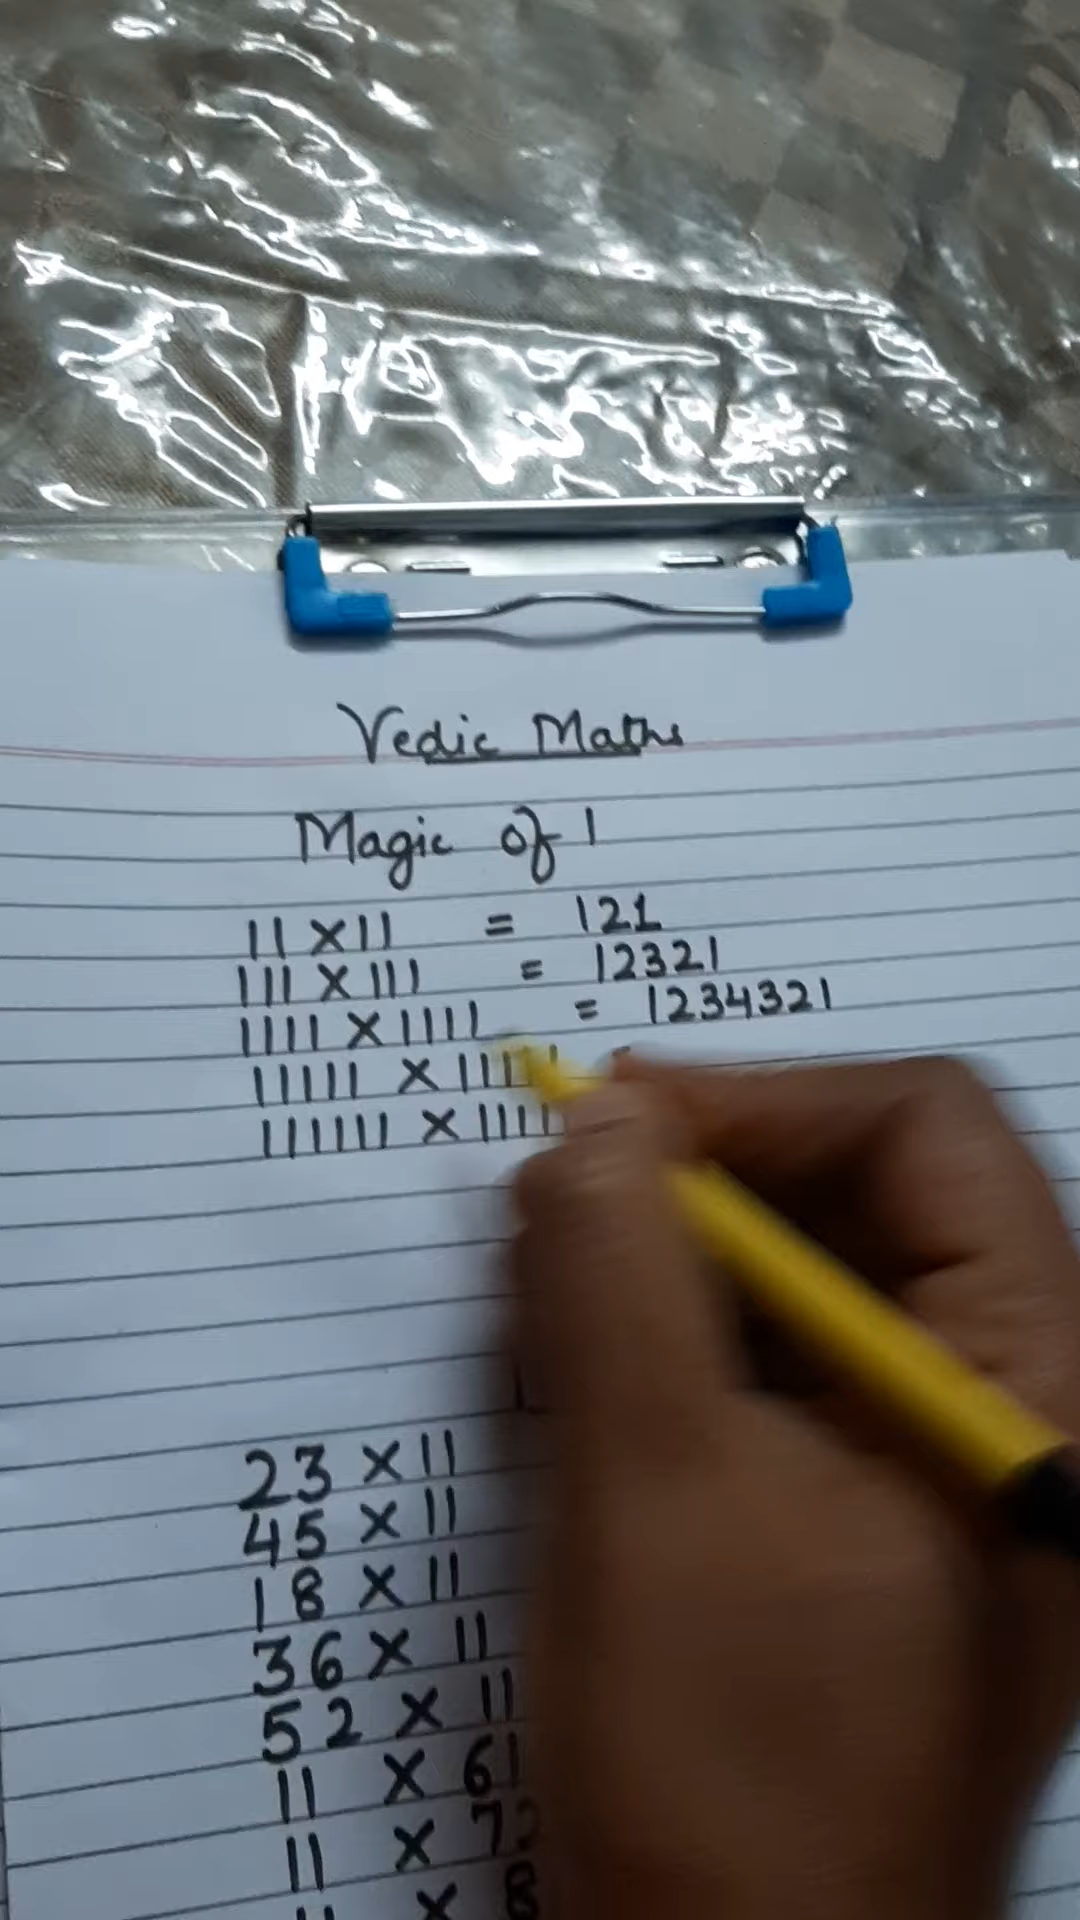 Vedic Maths
Magic of 1
11 X 11 = 121
111 X 111 = 12321
1111 X 1111 = 1234321
11111 X
111111 X
23 X 11
45 X 11
18 X 11
36 X 11
52 X 11
11 X 61
11 X
X